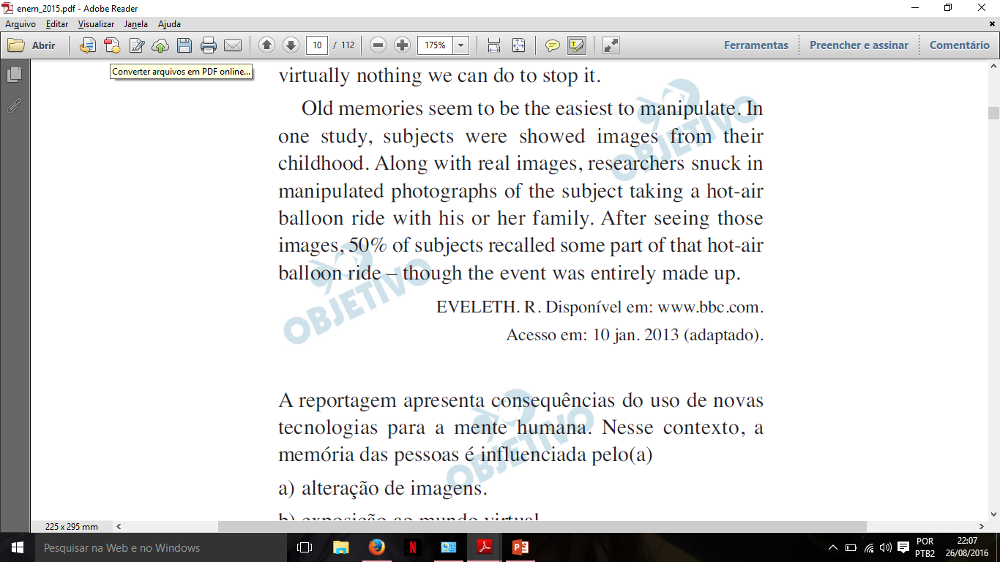 enem_2015.pdf - Adobe Reader
Arquivo Editar Visualizar Janela Ajuda
Abrir 10 / 112 175% Ferramentas Preencher e assinar Comentário
Converter arquivos em PDF online...
virtually nothing we can do to stop it.
Old memories seem to be the easiest to manipulate. In
one study, subjects were showed images from their
childhood. Along with real images, researchers snuck in
manipulated photographs of the subject taking a hot-air
balloon ride with his or her family. After seeing those
images, 50% of subjects recalled some part of that hot-air
balloon ride – though the event was entirely made up.
EVELETH. R. Disponível em: www.bbc.com.
Acesso em: 10 jan. 2013 (adaptado).
A reportagem apresenta consequências do uso de novas
tecnologias para a mente humana. Nesse contexto, a
memória das pessoas é influenciada pelo(a)
a) alteração de imagens.
b) exposição ao mundo virtual
OBJETIVO
OBJETIVO
OBJETIVO
225 x 295 mm
Pesquisar na Web e no Windows
POR 22:07
PTB2 26/08/2016